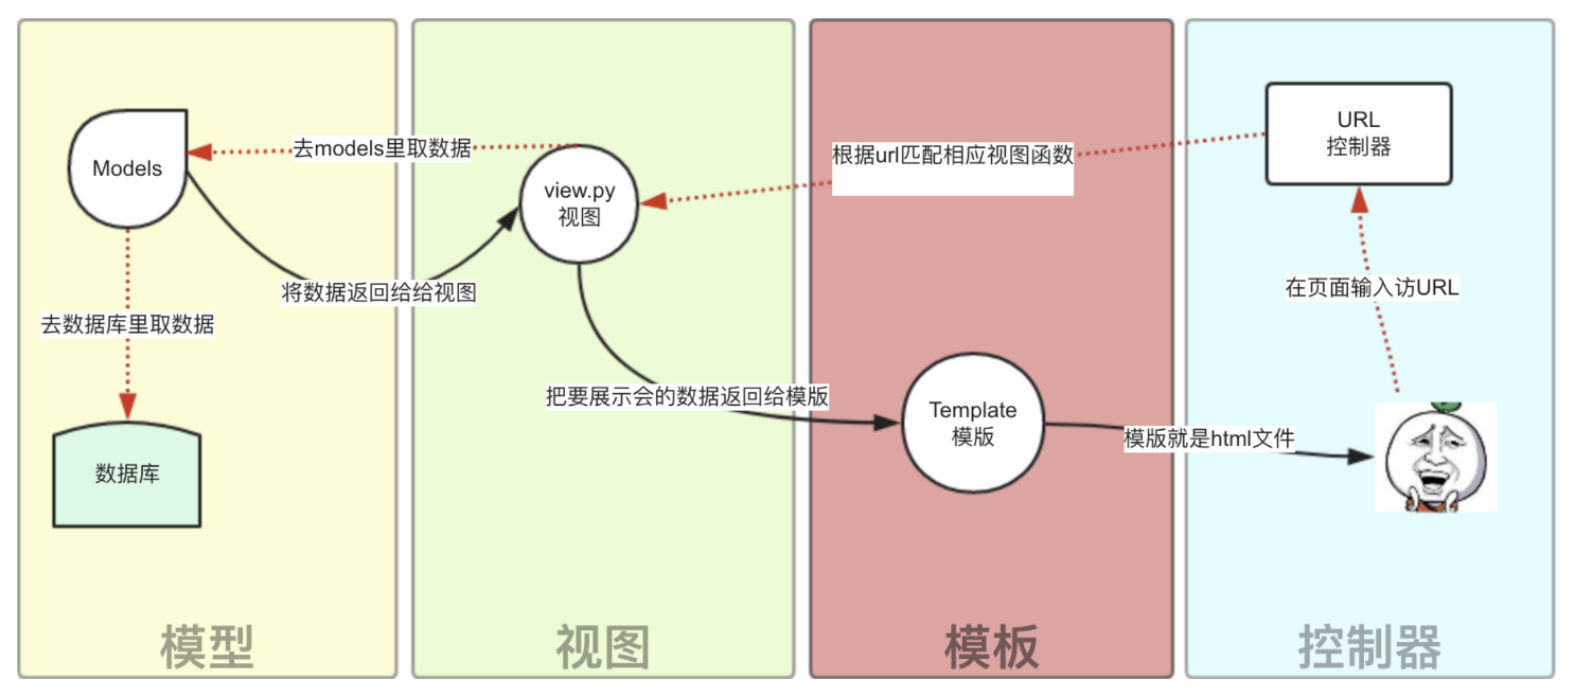 URL
控制器
去models里取数据
根据url匹配相应视图函数
Models
view.py
视图
将数据返回给给视图
在页面输入访URL
去数据库里取数据
把要展示会的数据返回给模版
Template
模版
模版就是html文件
数据库
模型
视图
模板
控制器